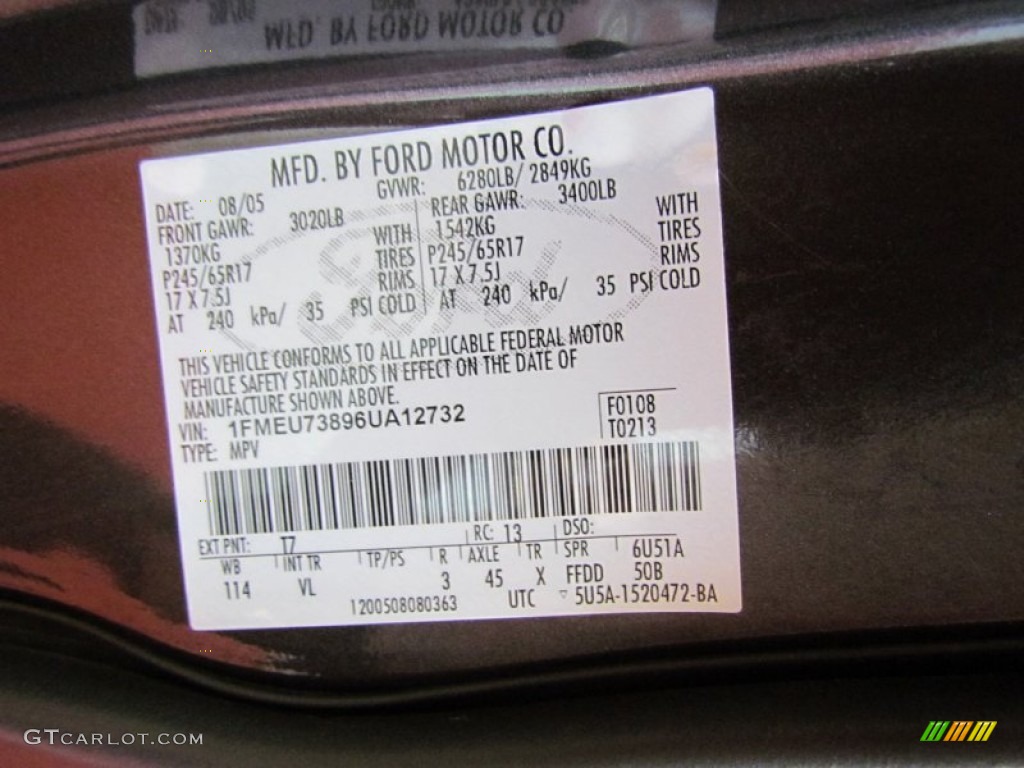 MFD. BY FORD MOTOR CO
MFD. BY FORD MOTOR CO.
DATE: 08/05 GVWR: 6280LB/ 2849KG
FRONT GAWR: 3020LB REAR GAWR: 3400LB
1370KG WITH 1542KG WITH
P245/65R17 TIRES P245/65R17 TIRES
17 X 7.5J RIMS 17 X 7.5J RIMS
AT 240 kPa/ 35 PSI COLD AT 240 kPa/ 35 PSI COLD
THIS VEHICLE CONFORMS TO ALL APPLICABLE FEDERAL MOTOR
VEHICLE SAFETY STANDARDS IN EFFECT ON THE DATE OF
MANUFACTURE SHOWN ABOVE.
VIN: 1FMEU73896UA12732 F0108
TYPE: MPV T0213
EXT PNT: T7 RC: 13 DSO:
WB INT TR TP/PS R AXLE TR SPR 6U51A
114 VL 3 45 X FFDD 50B
1200508080363 UTC ▽ 5U5A-1520472-BA
GTCARLOT.COM